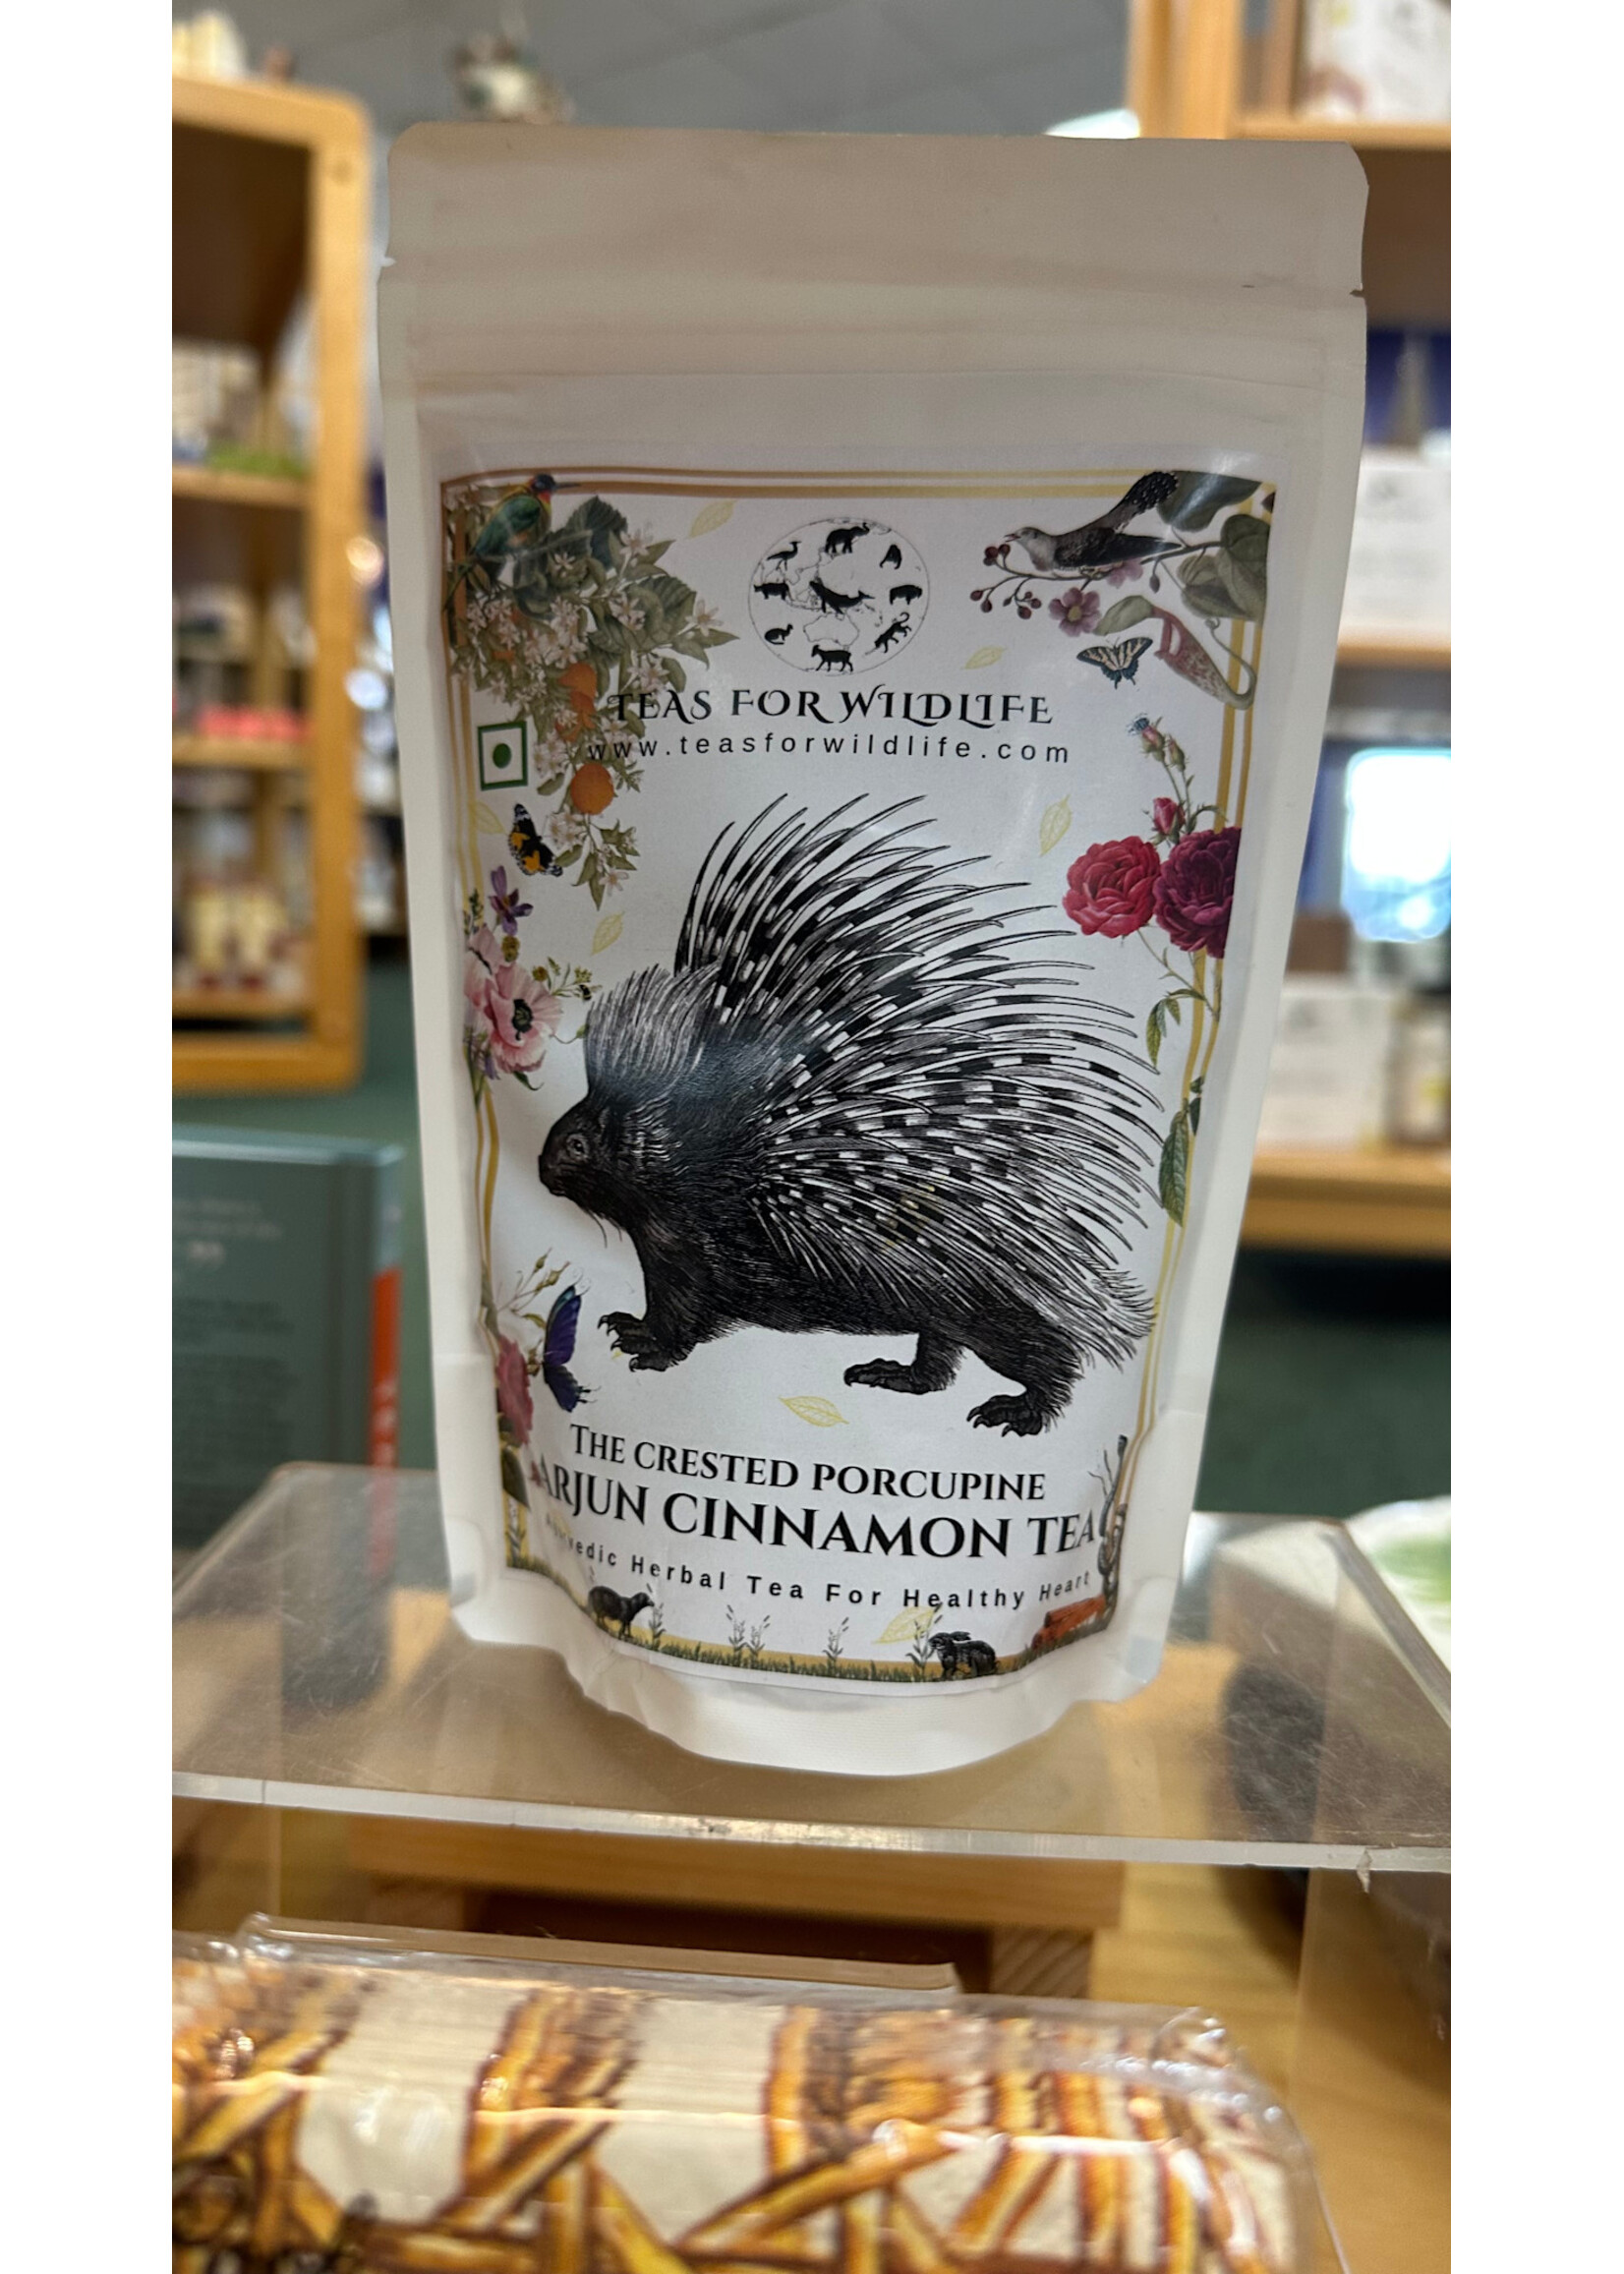 TEAS FOR WILDLIFE
www.teasforwildlife.com
THE CRESTED PORCUPINE
ARJUN CINNAMON TEA
Herbal Tea For Healthy Heart